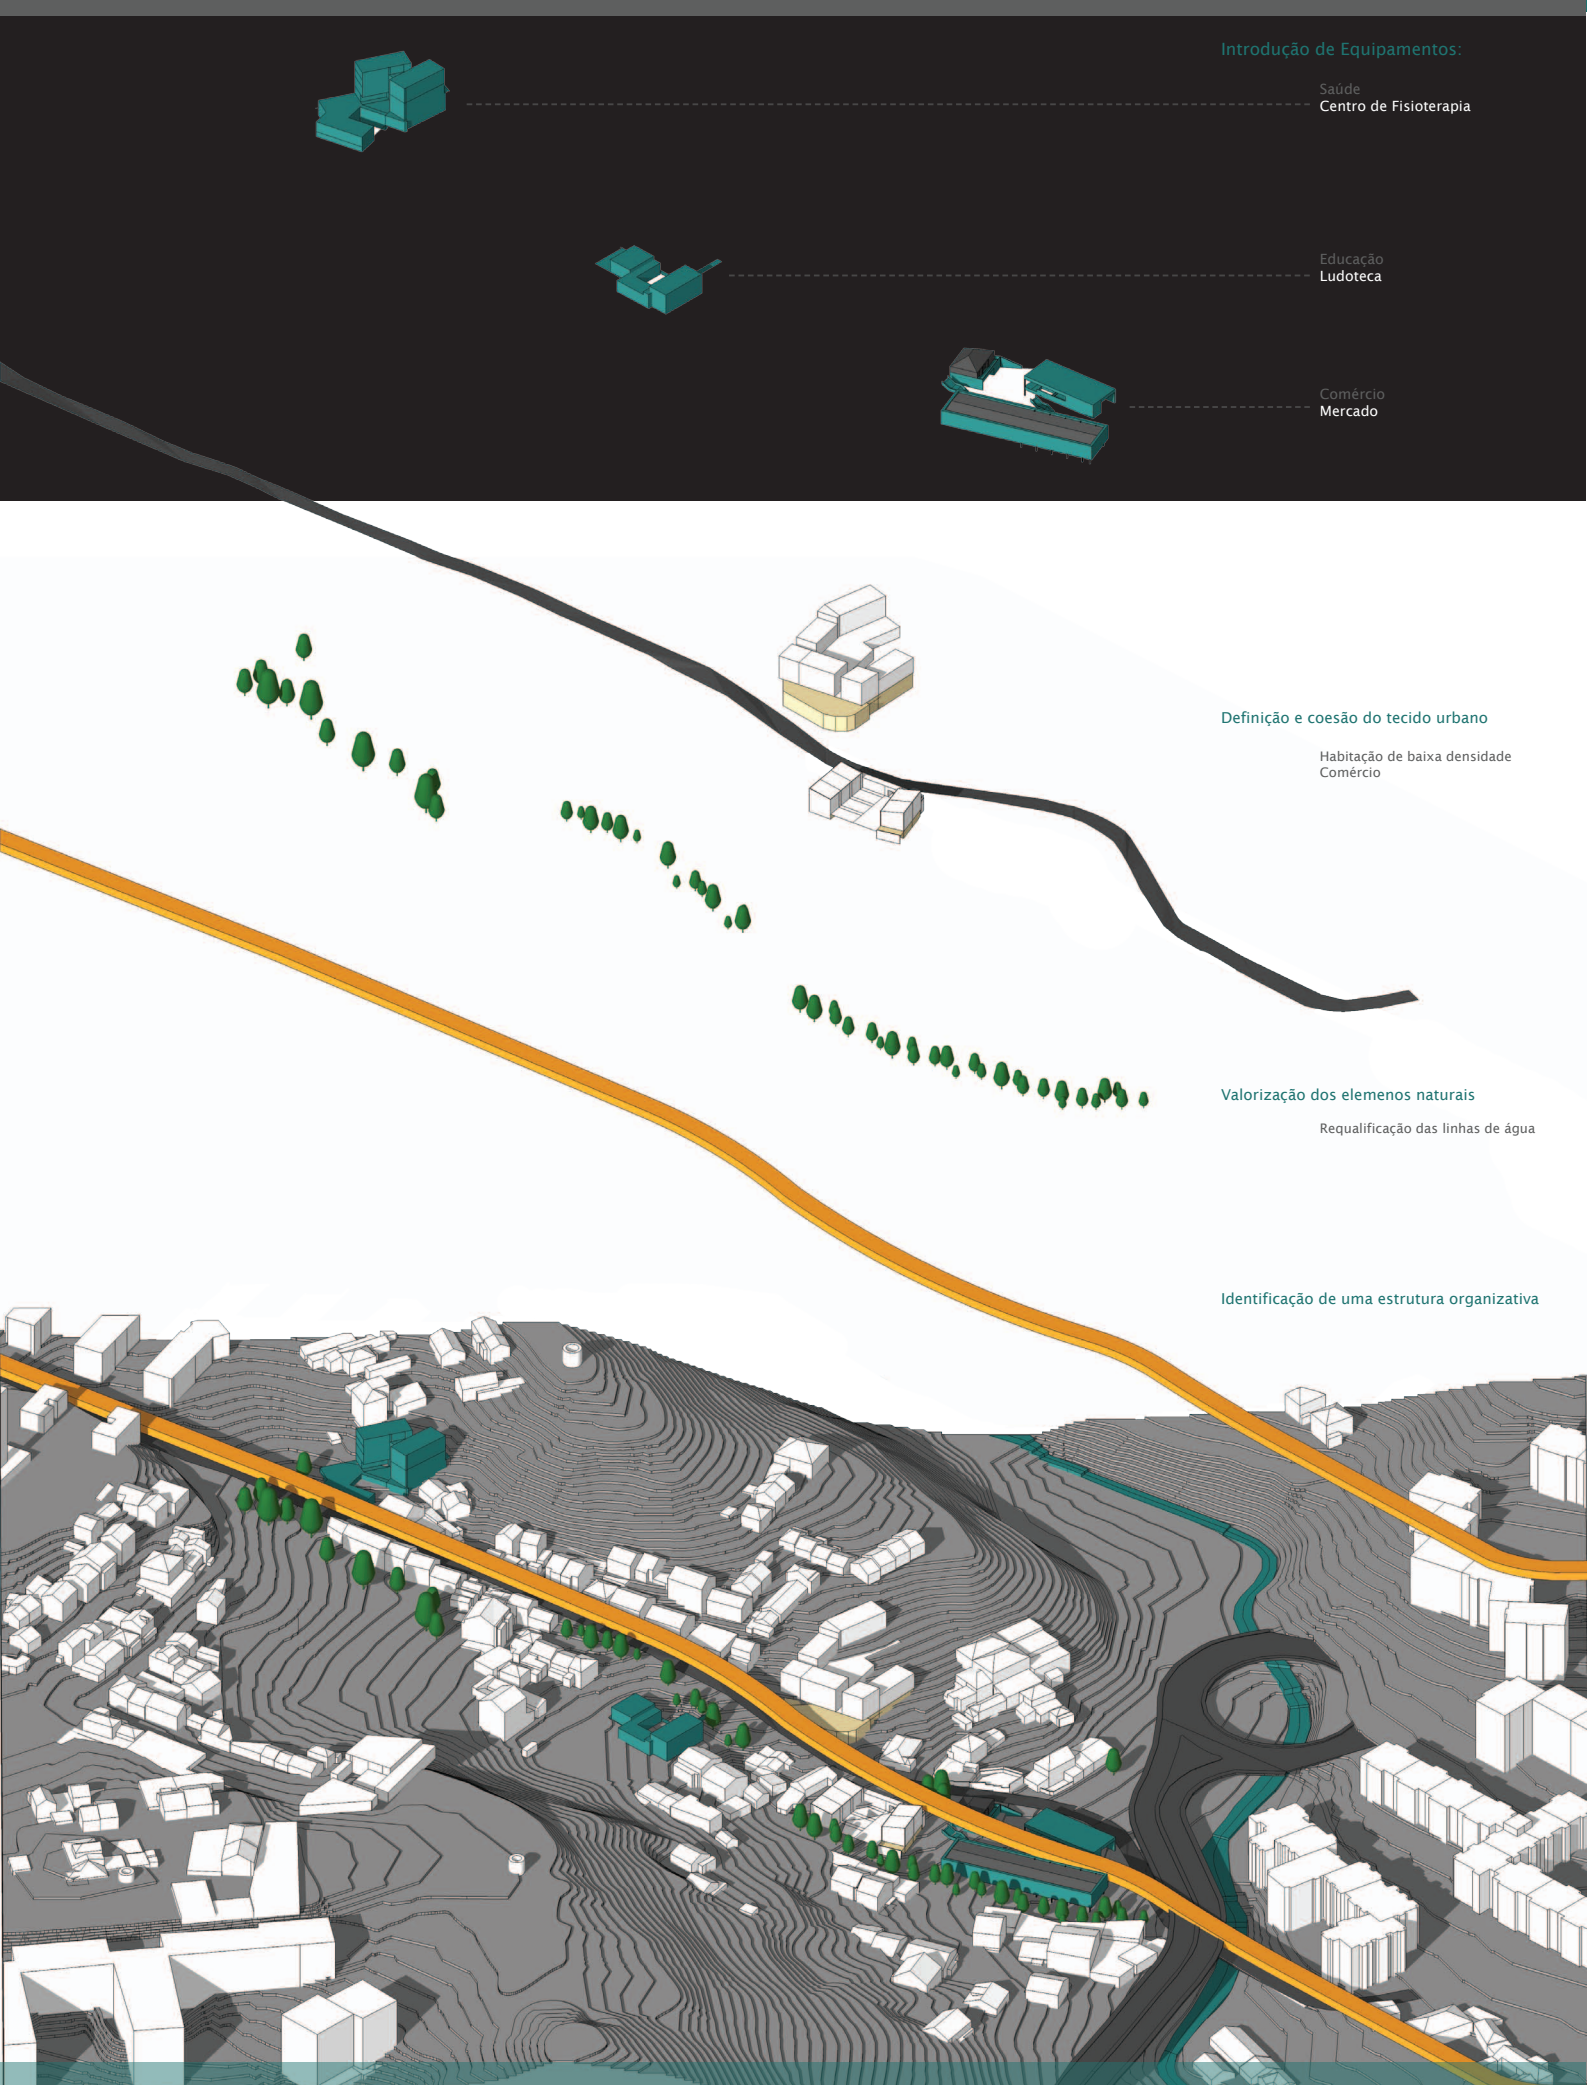 Introdução de Equipamentos:
Saúde
Centro de Fisioterapia
Educação
Ludoteca
Comércio
Mercado
Definição e coesão do tecido urbano
Habitação de baixa densidade
Comércio
Valorização dos elemenos naturais
Requalificação das linhas de água
Identificação de uma estrutura organizativa